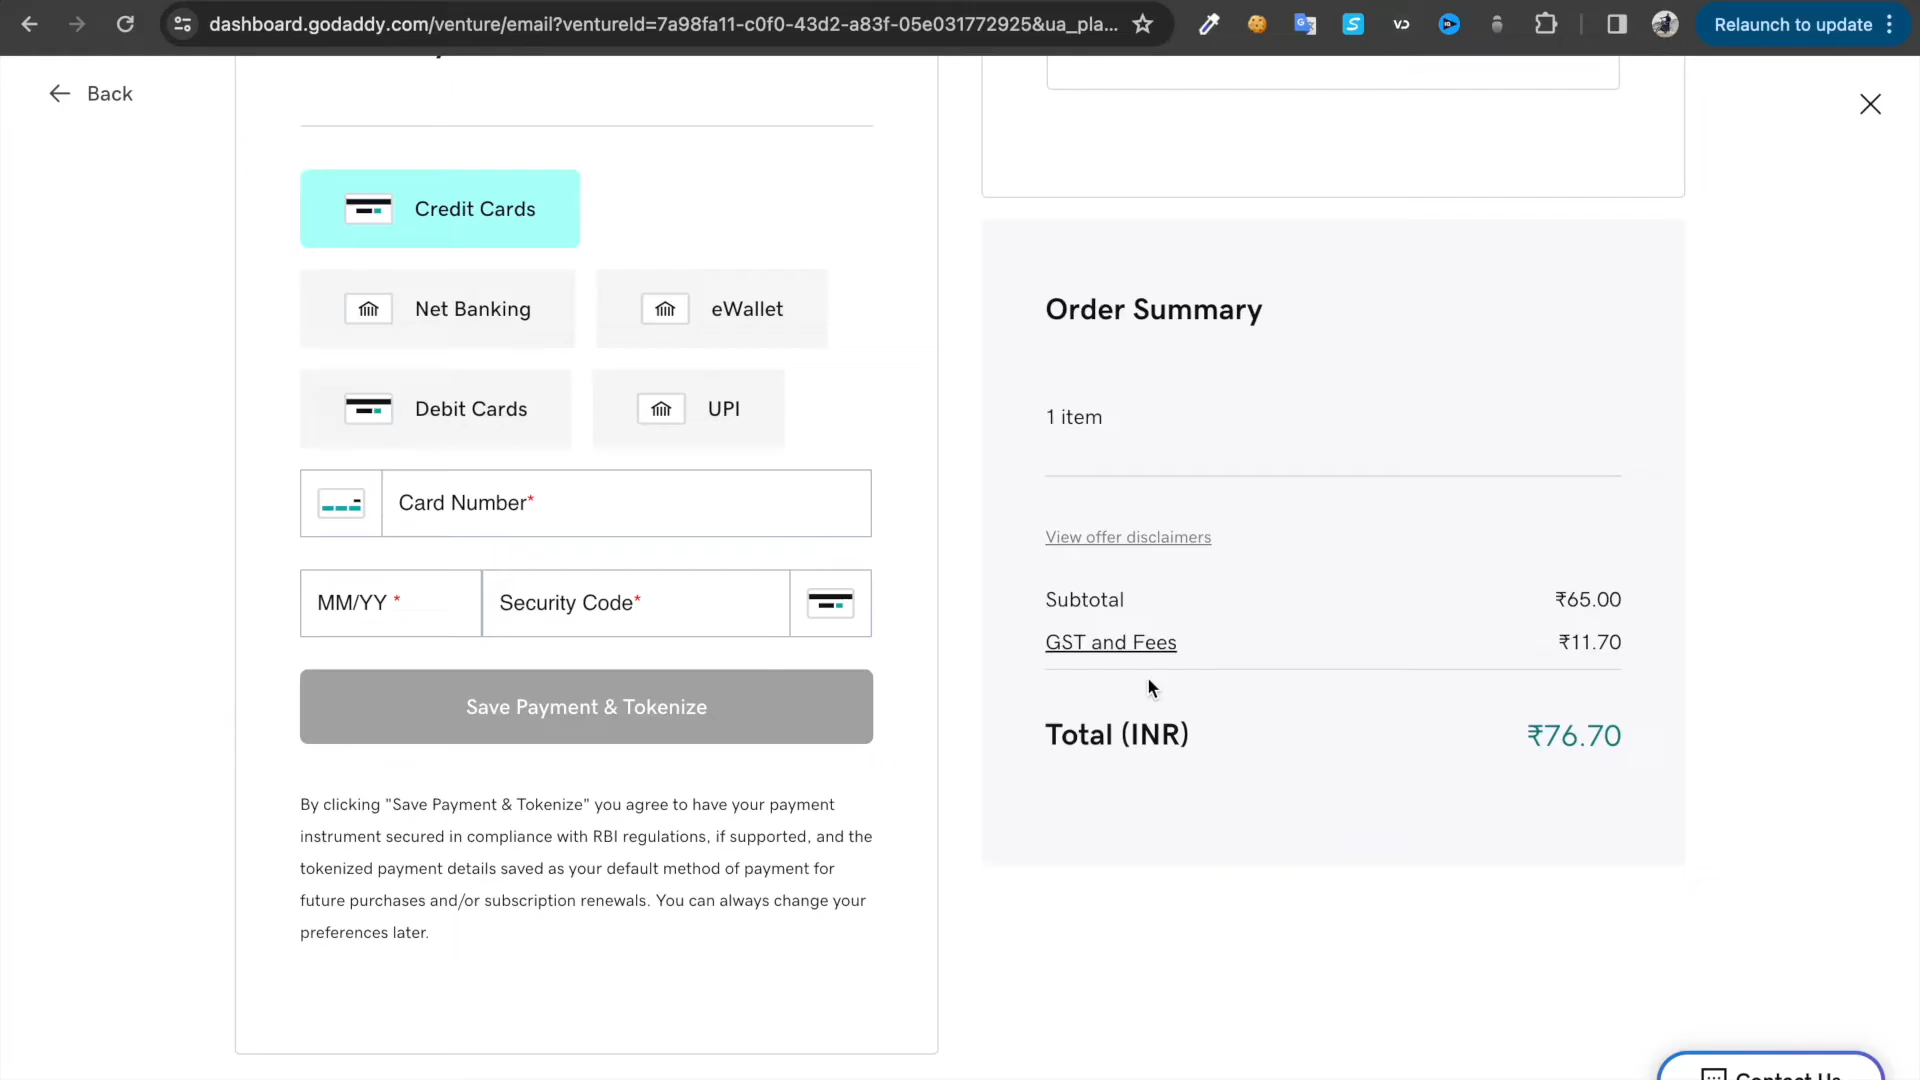 dashboard.godaddy.com/venture/email?ventureId=7a98fa11-c0f0-43d2-a83f-05e031772925&ua_pla...
Relaunch to update
Back
Credit Cards
Net Banking
eWallet
Debit Cards
UPI
Card Number*
MM/YY *
Security Code*
Save Payment & Tokenize
By clicking "Save Payment & Tokenize" you agree to have your payment
instrument secured in compliance with RBI regulations, if supported, and the
tokenized payment details saved as your default method of payment for
future purchases and/or subscription renewals. You can always change your
preferences later.
Order Summary
1 item
View offer disclaimers
Subtotal ₹65.00
GST and Fees ₹11.70
Total (INR) ₹76.70
Contact Us